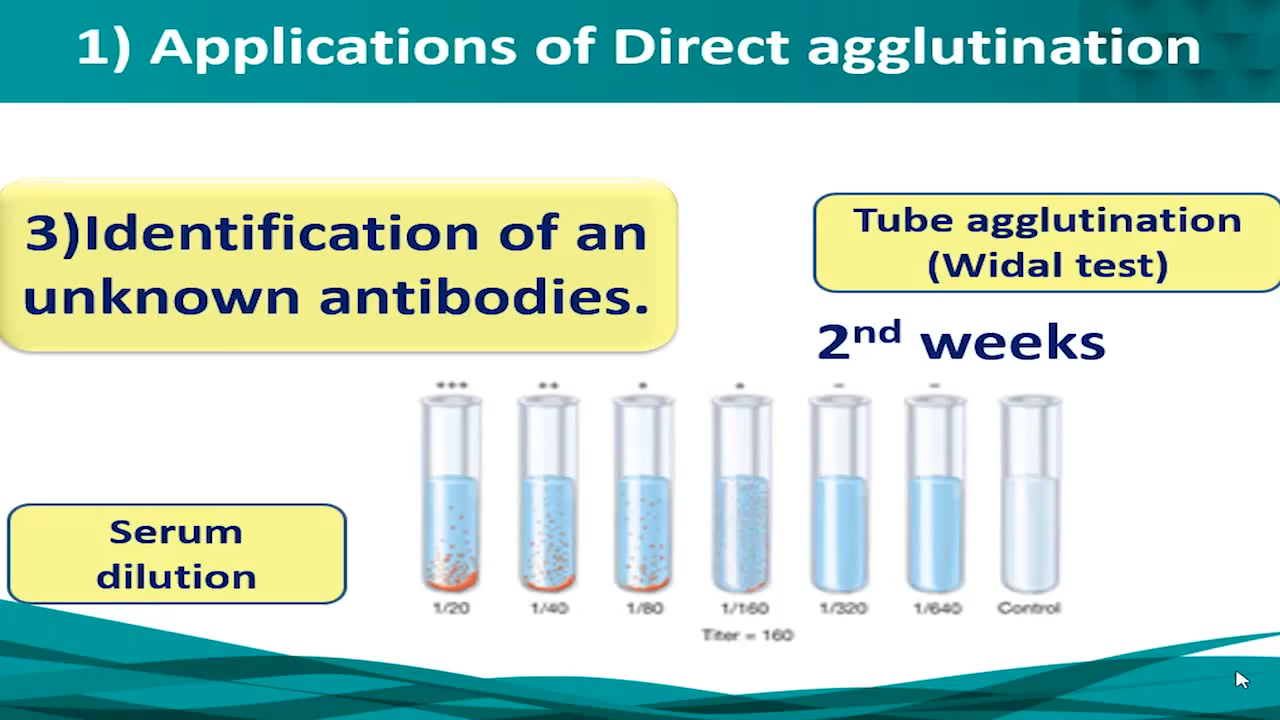 1) Applications of Direct agglutination
3)Identification of an
unknown antibodies.
Tube agglutination
(Widal test)
2nd weeks
+++ ++ + + − −
Serum
dilution
1/20 1/40 1/80 1/160 1/320 1/640 Control
Titer = 160